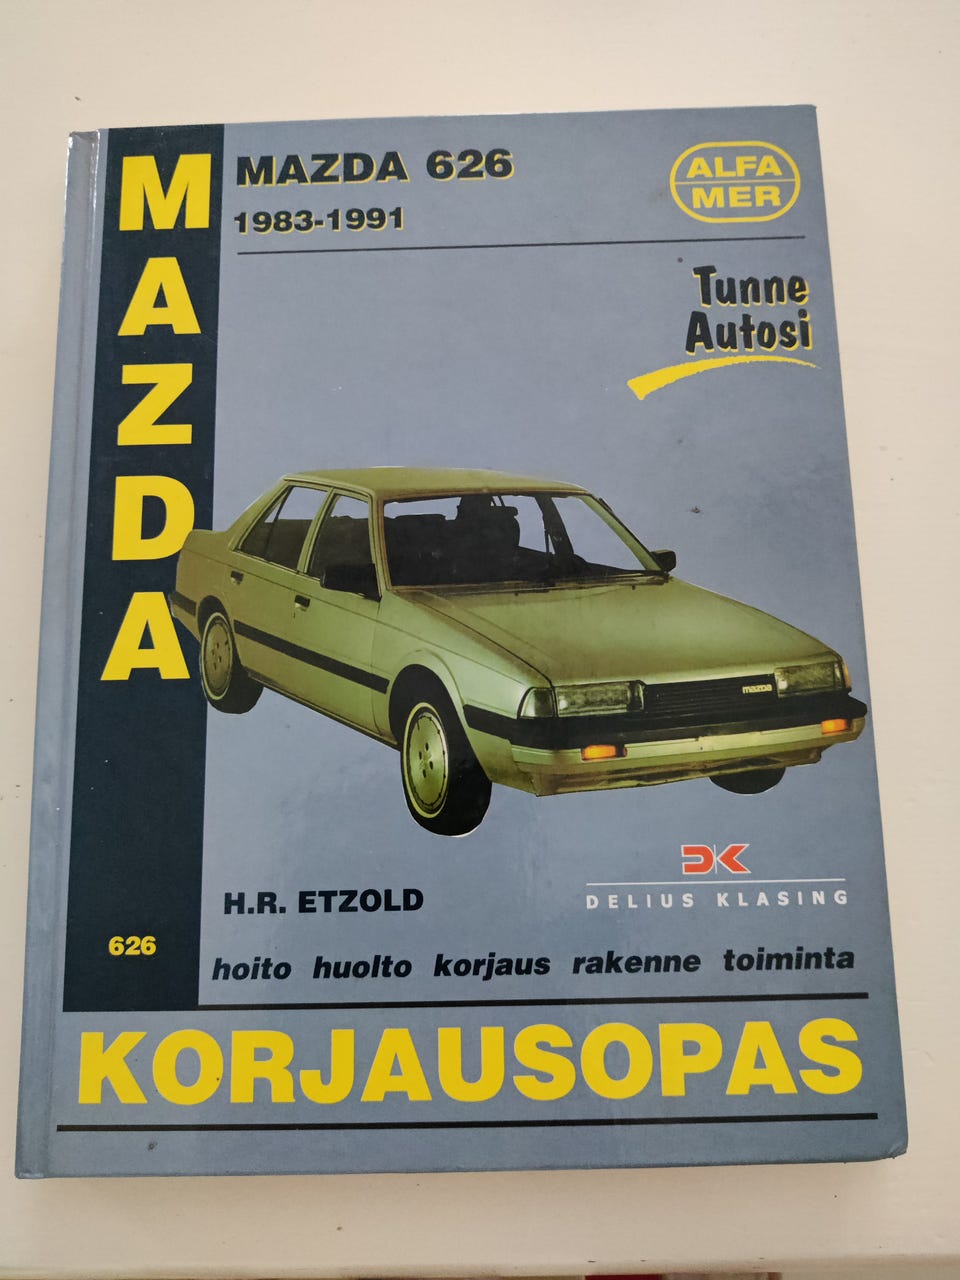 MAZDA
MAZDA 626
1983-1991
ALFA
MER
Tunne
Autosi
mazda
H.R. ETZOLD
DK
DELIUS KLASING
626
hoito huolto korjaus rakenne toiminta
KORJAUSOPAS